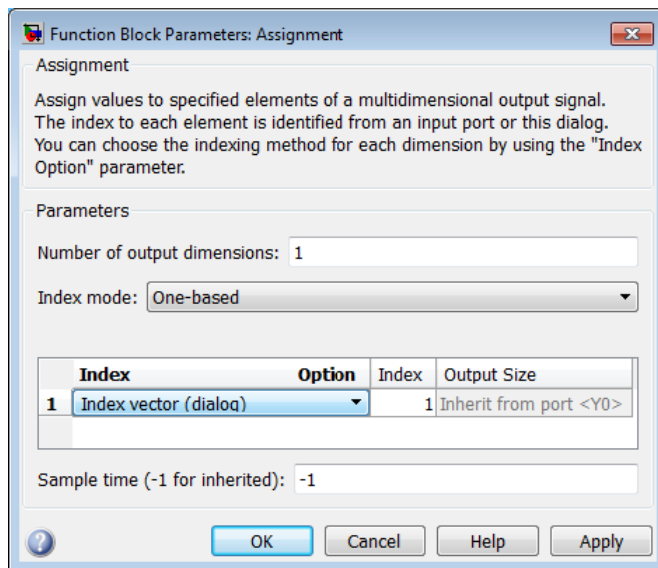 Function Block Parameters: Assignment
Assignment
Assign values to specified elements of a multidimensional output signal.
The index to each element is identified from an input port or this dialog.
You can choose the indexing method for each dimension by using the "Index
Option" parameter.
Parameters
Number of output dimensions: 1
Index mode: One-based
Index Option Index Output Size
1 Index vector (dialog) 1 Inherit from port <Y0>
Sample time (-1 for inherited): -1
? OK Cancel Help Apply